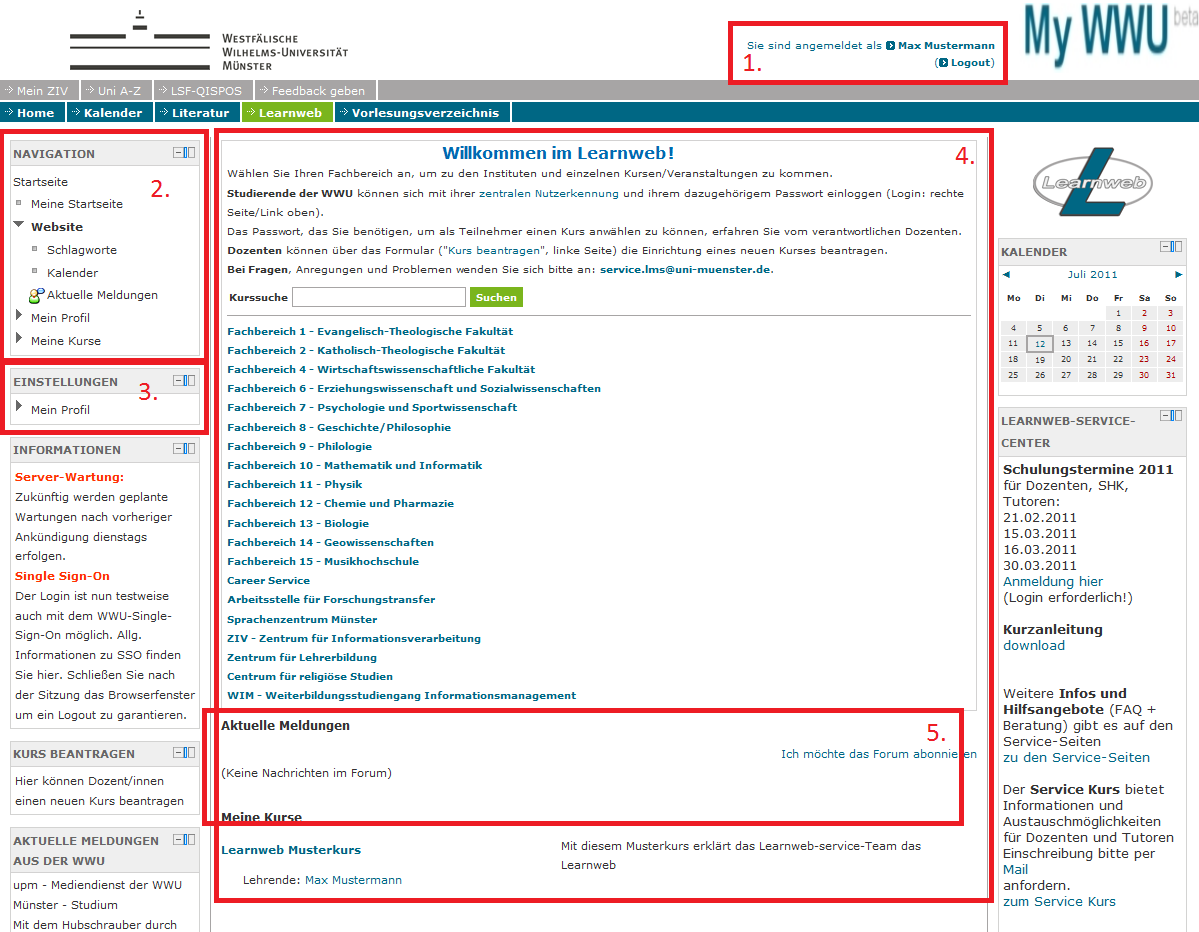 WESTFÄLISCHE
WILHELMS-UNIVERSITÄT
MÜNSTER
Sie sind angemeldet als Max Mustermann
(Logout)
1.
My WWU beta
Mein ZIV
Uni A-Z
LSF-QISPOS
Feedback geben
Home
Kalender
Literatur
Learnweb
Vorlesungsverzeichnis
NAVIGATION
2.
Startseite
Meine Startseite
Website
Schlagworte
Kalender
Aktuelle Meldungen
Mein Profil
Meine Kurse
EINSTELLUNGEN
3.
Mein Profil
INFORMATIONEN
Server-Wartung:
Zukünftig werden geplante
Wartungen nach vorheriger
Ankündigung dienstags
erfolgen.
Single Sign-On
Der Login ist nun testweise
auch mit dem WWU-Single-
Sign-On möglich. Allg.
Informationen zu SSO finden
Sie hier. Schließen Sie nach
der Sitzung das Browserfenster
um ein Logout zu garantieren.
KURS BEANTRAGEN
Hier können Dozent/innen
einen neuen Kurs beantragen
AKTUELLE MELDUNGEN
AUS DER WWU
upm - Mediendienst der WWU
Münster - Studium
Mit dem Hubschrauber durch
Willkommen im Learnweb!
4.
Wählen Sie Ihren Fachbereich an, um zu den Instituten und einzelnen Kursen/Veranstaltungen zu kommen.
Studierende der WWU können sich mit ihrer zentralen Nutzerkennung und ihrem dazugehörigem Passwort einloggen (Login: rechte
Seite/Link oben).
Das Passwort, das Sie benötigen, um als Teilnehmer einen Kurs anwählen zu können, erfahren Sie vom verantwortlichen Dozenten.
Dozenten können über das Formular ("Kurs beantragen", linke Seite) die Einrichtung eines neuen Kurses beantragen.
Bei Fragen, Anregungen und Problemen wenden Sie sich bitte an: service.lms@uni-muenster.de.
Kurssuche Suchen
Fachbereich 1 - Evangelisch-Theologische Fakultät
Fachbereich 2 - Katholisch-Theologische Fakultät
Fachbereich 4 - Wirtschaftswissenschaftliche Fakultät
Fachbereich 6 - Erziehungswissenschaft und Sozialwissenschaften
Fachbereich 7 - Psychologie und Sportwissenschaft
Fachbereich 8 - Geschichte/Philosophie
Fachbereich 9 - Philologie
Fachbereich 10 - Mathematik und Informatik
Fachbereich 11 - Physik
Fachbereich 12 - Chemie und Pharmazie
Fachbereich 13 - Biologie
Fachbereich 14 - Geowissenschaften
Fachbereich 15 - Musikhochschule
Career Service
Arbeitsstelle für Forschungstransfer
Sprachenzentrum Münster
ZIV - Zentrum für Informationsverarbeitung
Zentrum für Lehrerbildung
Centrum für religiöse Studien
WIM - Weiterbildungsstudiengang Informationsmanagement
Aktuelle Meldungen
5.
Ich möchte das Forum abonnieren
(Keine Nachrichten im Forum)
Meine Kurse
Learnweb Musterkurs
Mit diesem Musterkurs erklärt das Learnweb-service-Team das
Learnweb
Lehrende: Max Mustermann
Learnweb
KALENDER
Juli 2011
Mo Di Mi Do Fr Sa So
1 2 3
4 5 6 7 8 9 10
11 12 13 14 15 16 17
18 19 20 21 22 23 24
25 26 27 28 29 30 31
LEARNWEB-SERVICE-
CENTER
Schulungstermine 2011
für Dozenten, SHK,
Tutoren:
21.02.2011
15.03.2011
16.03.2011
30.03.2011
Anmeldung hier
(Login erforderlich!)
Kurzanleitung
download
Weitere Infos und
Hilfsangebote (FAQ +
Beratung) gibt es auf den
Service-Seiten
zu den Service-Seiten
Der Service Kurs bietet
Informationen und
Austauschmöglichkeiten
für Dozenten und Tutoren
Einschreibung bitte per
Mail
anfordern.
zum Service Kurs